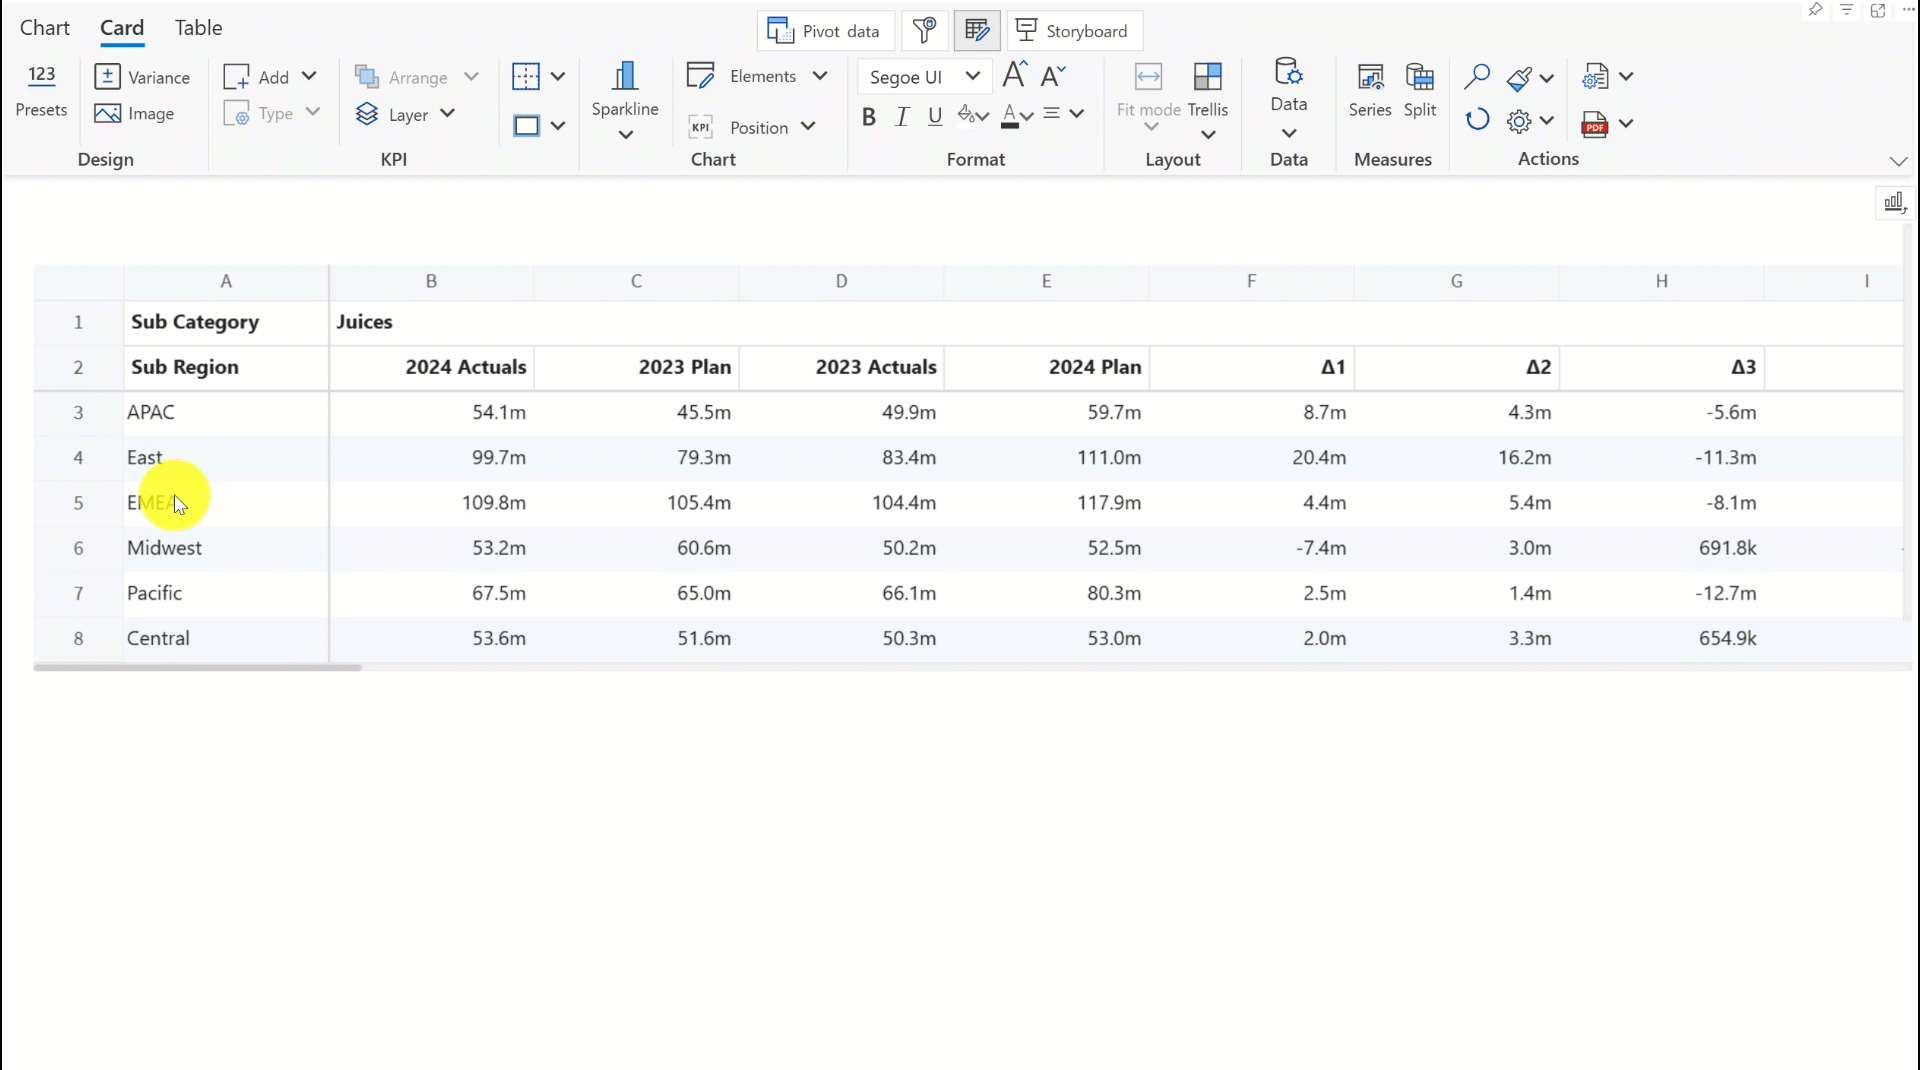 Chart Card Table
Pivot data Storyboard
123 Presets
Variance
Image
Design
Add
Type
Arrange
Layer
KPI
Sparkline
Elements
KPI Position
Chart
Segoe UI A A
B I U A
Format
Fit mode Trellis
Layout
Data
Data
Series Split
Measures
PDF
Actions
A B C D E F G H I
1 Sub Category Juices
2 Sub Region 2024 Actuals 2023 Plan 2023 Actuals 2024 Plan Δ1 Δ2 Δ3
3 APAC 54.1m 45.5m 49.9m 59.7m 8.7m 4.3m -5.6m
4 East 99.7m 79.3m 83.4m 111.0m 20.4m 16.2m -11.3m
5 EMEA 109.8m 105.4m 104.4m 117.9m 4.4m 5.4m -8.1m
6 Midwest 53.2m 60.6m 50.2m 52.5m -7.4m 3.0m 691.8k
7 Pacific 67.5m 65.0m 66.1m 80.3m 2.5m 1.4m -12.7m
8 Central 53.6m 51.6m 50.3m 53.0m 2.0m 3.3m 654.9k